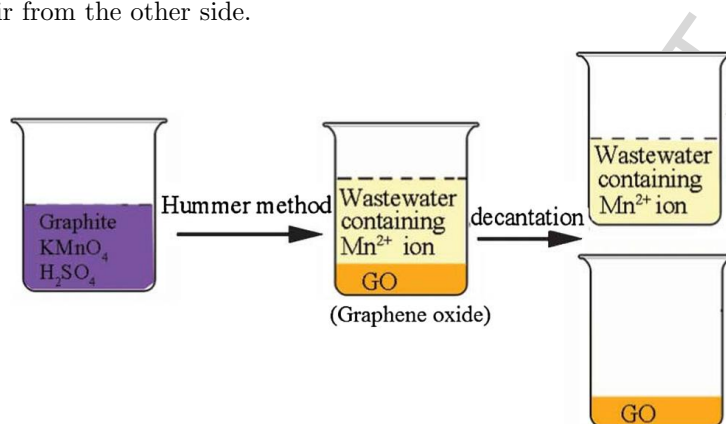 ir from the other side.
Graphite
KMnO₄
H₂SO₄
Hummer method
Wastewater
containing
Mn²⁺ ion
GO
(Graphene oxide)
decantation
Wastewater
containing
Mn²⁺ ion
GO